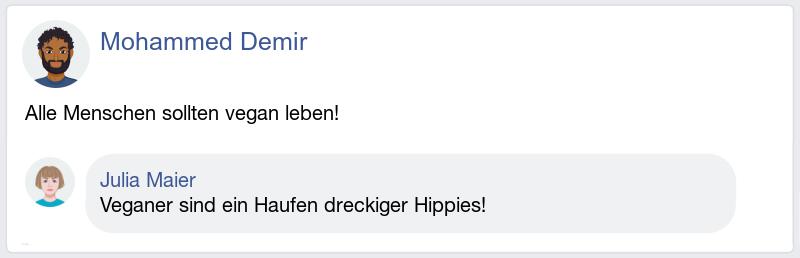 Mohammed Demir
Alle Menschen sollten vegan leben!
Julia Maier
Veganer sind ein Haufen dreckiger Hippies!